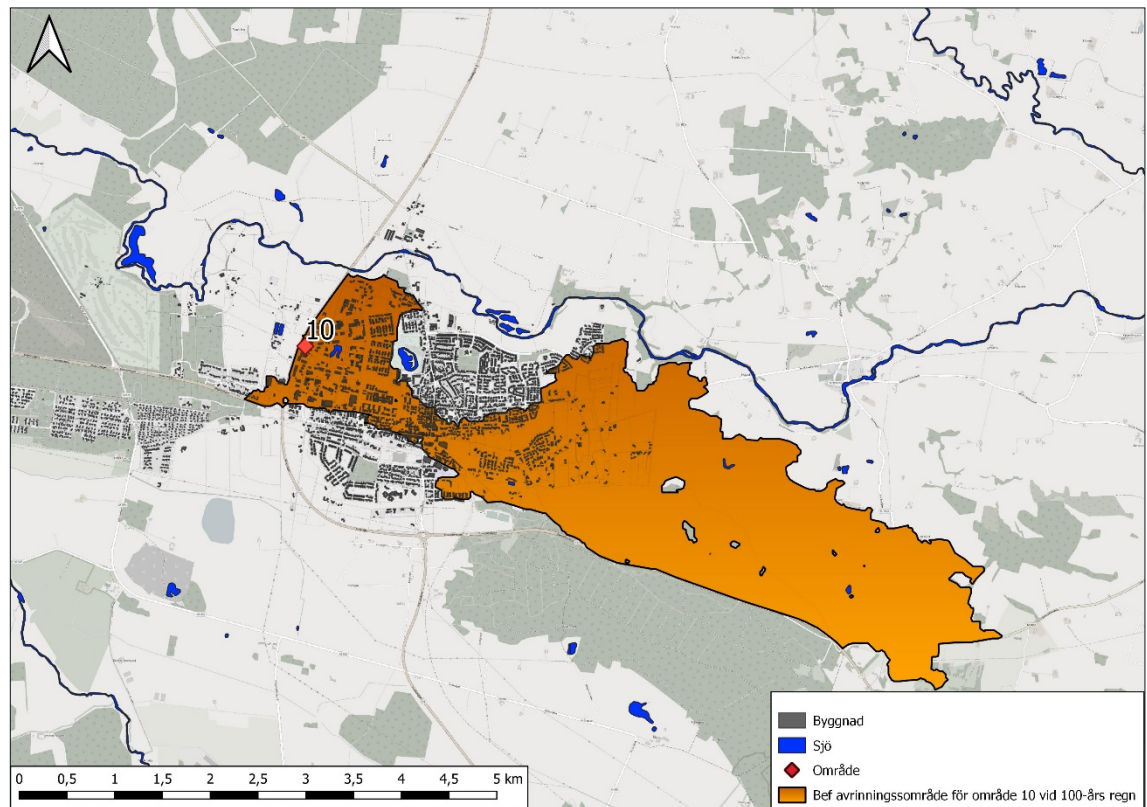 10
Byggnad
Sjö
Område
Bef avrinningssområde för område 10 vid 100-års regn
0 0,5 1 1,5 2 2,5 3 3,5 4 4,5 5 km